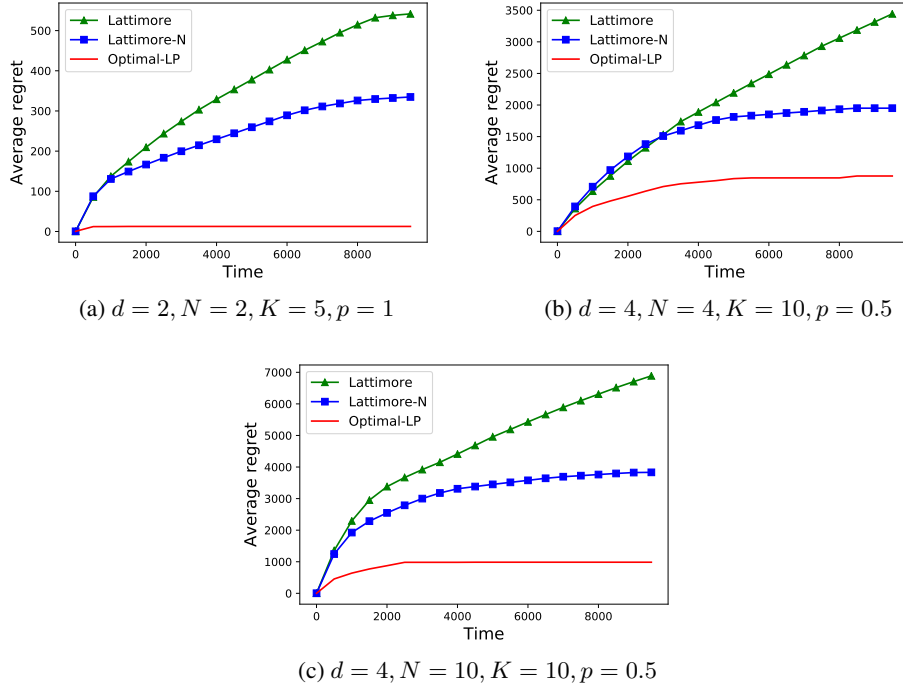 Lattimore
Lattimore-N
Optimal-LP
Average regret
500
400
300
200
100
0
0 2000 4000 6000 8000
Time
(a) d = 2, N = 2, K = 5, p = 1
Lattimore
Lattimore-N
Optimal-LP
Average regret
3500
3000
2500
2000
1500
1000
500
0
0 2000 4000 6000 8000
Time
(b) d = 4, N = 4, K = 10, p = 0.5
Lattimore
Lattimore-N
Optimal-LP
Average regret
7000
6000
5000
4000
3000
2000
1000
0
0 2000 4000 6000 8000
Time
(c) d = 4, N = 10, K = 10, p = 0.5